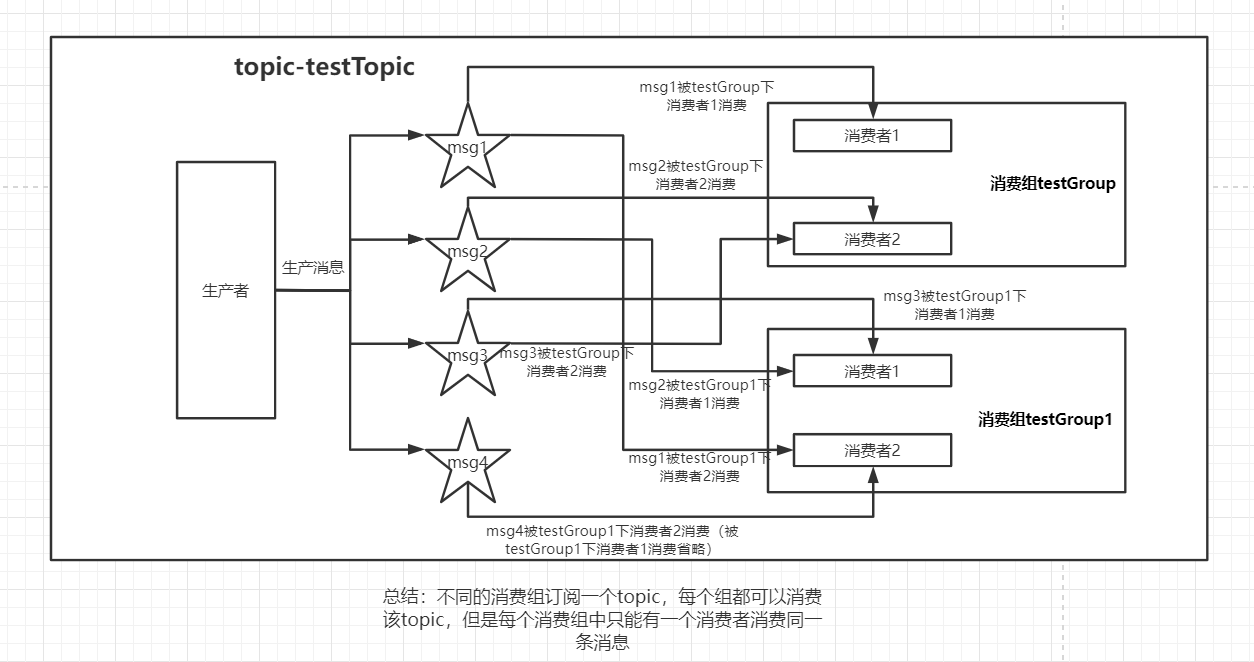 topic-testTopic
msg1被testGroup下
消费者1消费
消费者1
msg1
msg2被testGroup下
消费者2消费
消费组testGroup
消费者2
msg2
生产消息
生产者
msg3被testGroup1下
消费者1消费
msg3
msg3被testGroup下
消费者2消费
消费者1
msg2被testGroup1下
消费者1消费
消费组testGroup1
消费者2
msg4
msg1被testGroup1下
消费者2消费
msg4被testGroup1下消费者2消费（被
testGroup1下消费者1消费省略）
总结：不同的消费组订阅一个topic，每个组都可以消费
该topic，但是每个消费组中只能有一个消费者消费同一
条消息